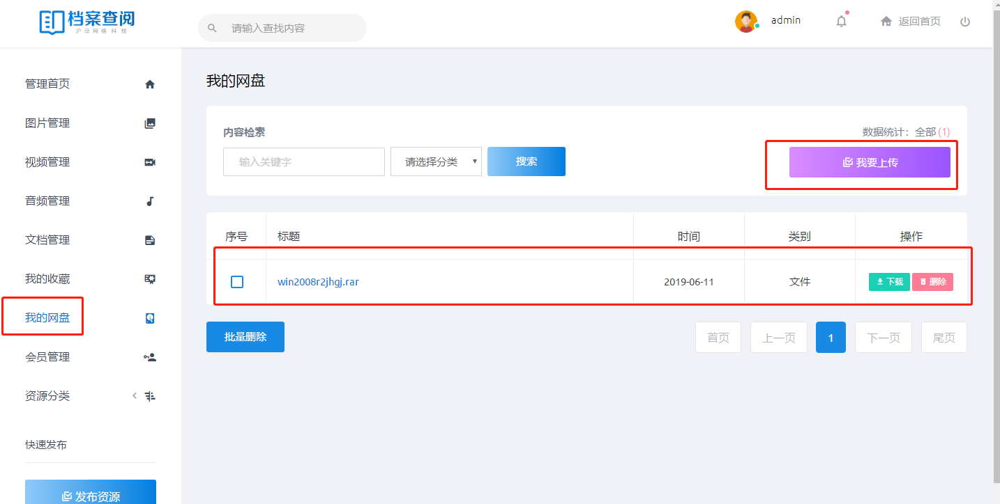 档案查阅
沪琼网络科技
请输入查找内容
admin
返回首页
管理首页
图片管理
视频管理
音频管理
文档管理
我的收藏
我的网盘
会员管理
资源分类
快速发布
发布资源
我的网盘
内容检索
数据统计：全部 (1)
输入关键字
请选择分类
搜索
我要上传
序号 标题 时间 类别 操作
win2008r2jhgj.rar 2019-06-11 文件 下载 删除
批量删除
首页 上一页 1 下一页 尾页